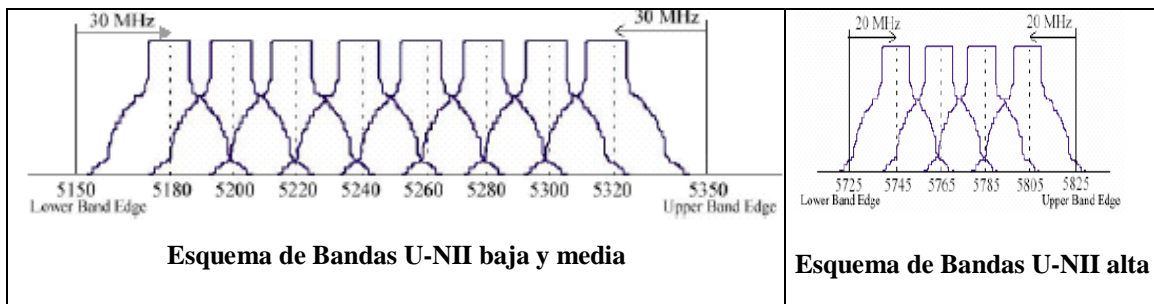 30 MHz 30 MHz
5150 5180 5200 5220 5240 5260 5280 5300 5320 5350
Lower Band Edge Upper Band Edge
Esquema de Bandas U-NII baja y media
20 MHz 20 MHz
5725 5745 5765 5785 5805 5825
Lower Band Edge Upper Band Edge
Esquema de Bandas U-NII alta